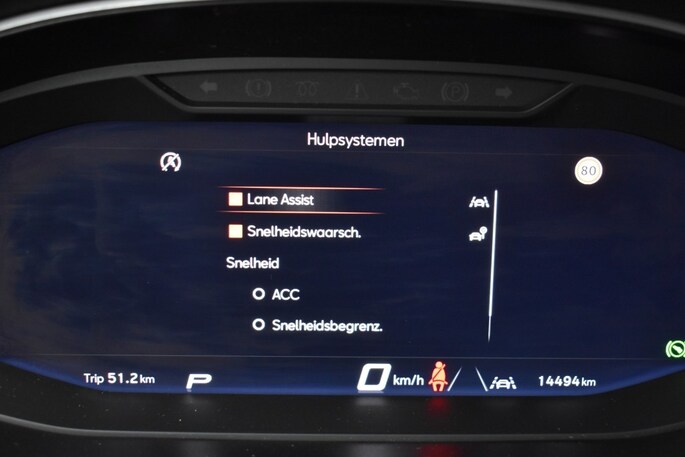 Hulpsystemen
80
Lane Assist
Snelheidswaarsch.
Snelheid
ACC
Snelheidsbegrenz.
Trip 51.2 km P 0 km/h 14494 km